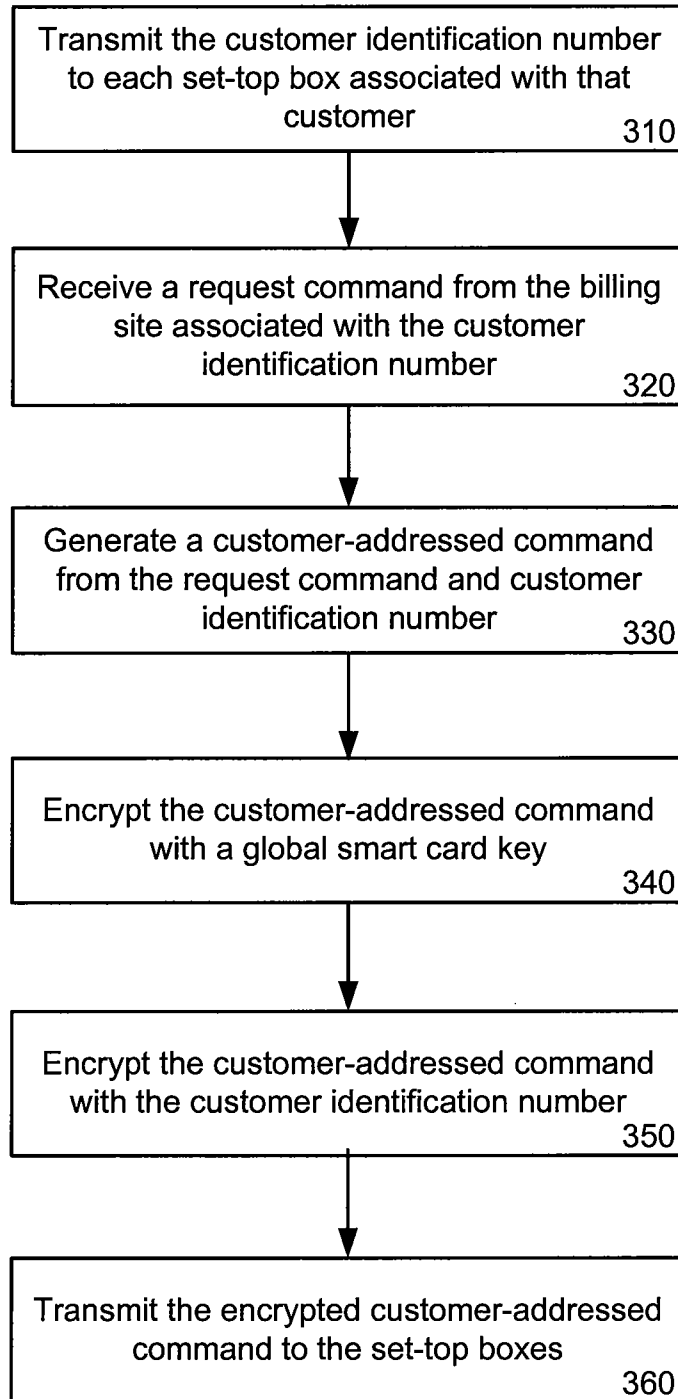 Transmit the customer identification number
to each set-top box associated with that
customer
310
Receive a request command from the billing
site associated with the customer
identification number
320
Generate a customer-addressed command
from the request command and customer
identification number
330
Encrypt the customer-addressed command
with a global smart card key
340
Encrypt the customer-addressed command
with the customer identification number
350
Transmit the encrypted customer-addressed
command to the set-top boxes
360